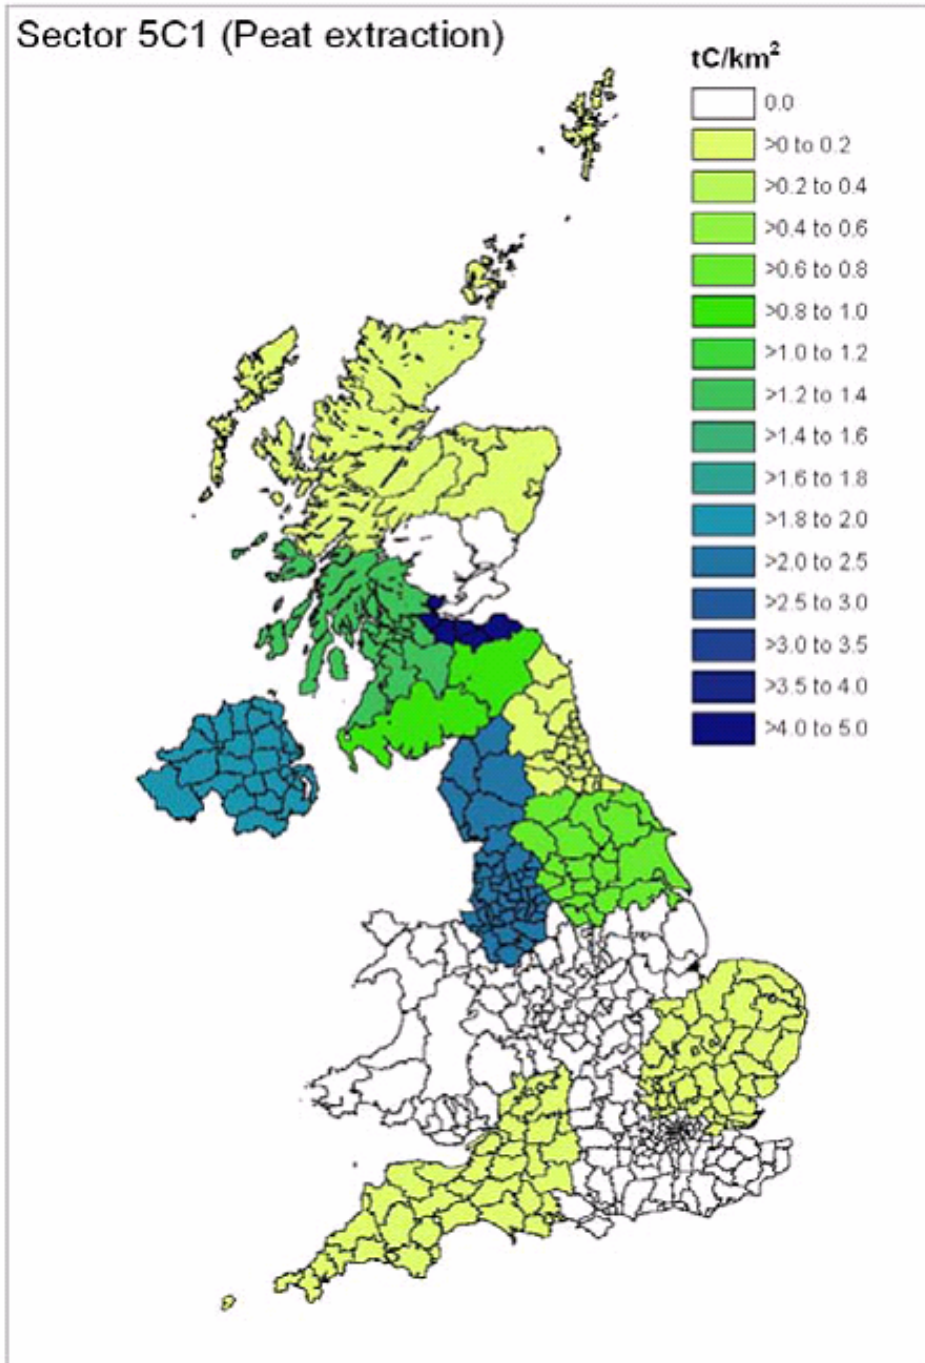 Sector 5C1 (Peat extraction)
tC/km²
0.0
>0 to 0.2
>0.2 to 0.4
>0.4 to 0.6
>0.6 to 0.8
>0.8 to 1.0
>1.0 to 1.2
>1.2 to 1.4
>1.4 to 1.6
>1.6 to 1.8
>1.8 to 2.0
>2.0 to 2.5
>2.5 to 3.0
>3.0 to 3.5
>3.5 to 4.0
>4.0 to 5.0